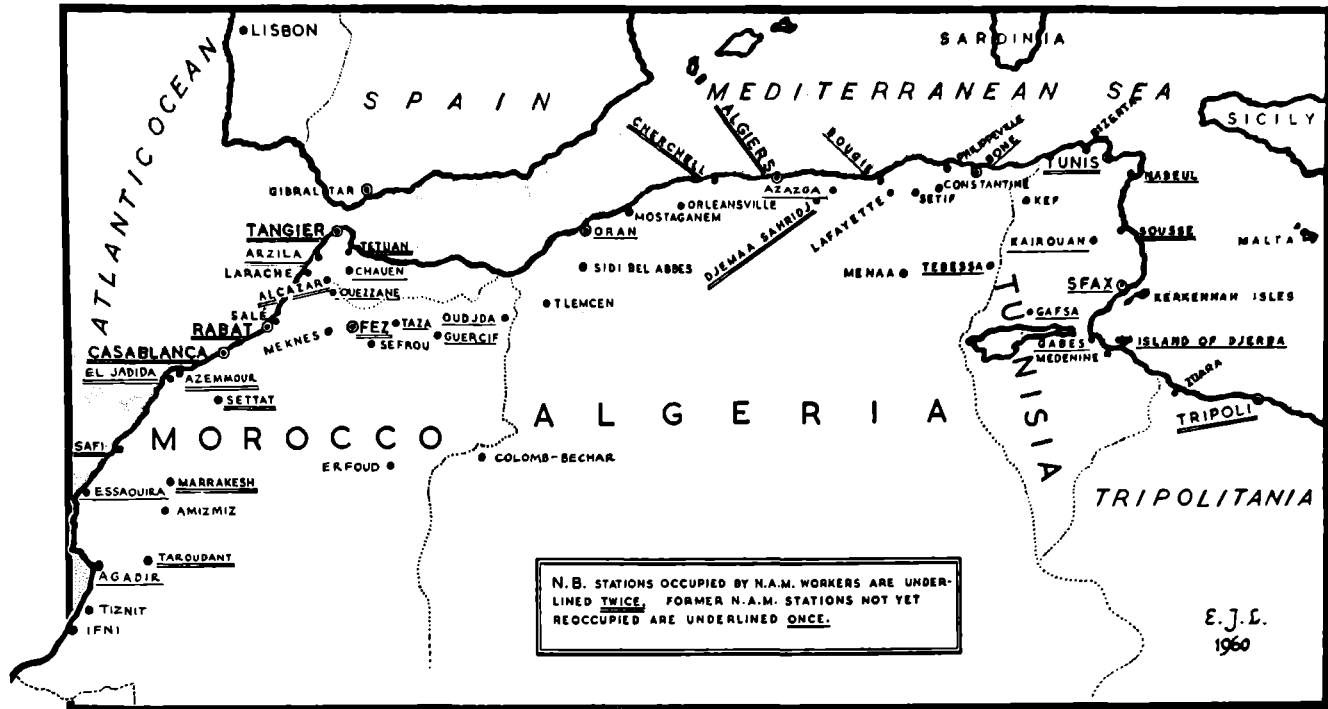 LISBON
ATLANTIC OCEAN
SPAIN
SARDINIA
MEDITERRANEAN SEA
SICILY
CHERCHELL
ALGIERS
BOUGIE
PHILIPPEVILLE
BONE
BIZERTA
TUNIS
NABEUL
GIBRALTAR
AZAZGA
CONSTANTINE
SETIF
ORLEANSVILLE
MOSTAGANEM
LAFAYETTE
DJEMAA SAHRIDJ
KEF
TANGIER
TETUAN
ORAN
KAIROUAN
SOUSSE
MALTA
ARZILA
LARACHE
CHAUEN
ALCAZAR
OUEZZANE
SIDI BEL ABBES
MENAA
TEBESSA
SFAX
TLEMCEN
KERKENNAH ISLES
SALE
RABAT
MEKNES
FEZ
TAZA
OUDJDA
SEFROU
GUERCIF
GAFSA
GABES
ISLAND OF DJERBA
MEDENINE
CASABLANCA
EL JADIDA
AZEMMOUR
SETTAT
ZUARA
TRIPOLI
TUNISIA
ALGERIA
MOROCCO
SAFI
ERFOUD
COLOMB-BECHAR
ESSAOUIRA
MARRAKESH
AMIZMIZ
TRIPOLITANIA
TAROUDANT
AGADIR
TIZNIT
IFNI
N.B. STATIONS OCCUPIED BY N.A.M. WORKERS ARE UNDER-
LINED TWICE. FORMER N.A.M. STATIONS NOT YET
REOCCUPIED ARE UNDERLINED ONCE.
E.J.L.
1960